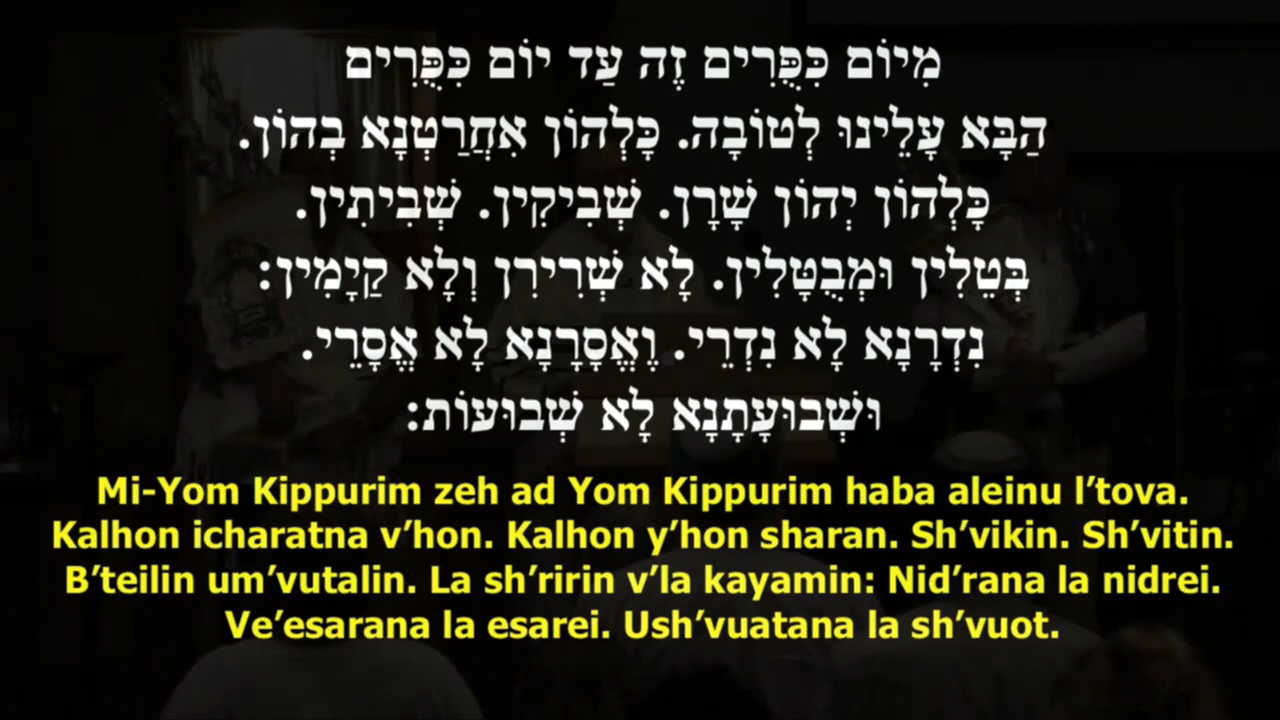 מִיּוֹם כִּפֻּרִים זֶה עַד יוֹם כִּפֻּרִים
הַבָּא עָלֵינוּ לְטוֹבָה. כָּלְהוֹן אִחֲרַטְנָא בְהוֹן.
כָּלְהוֹן יְהוֹן שָׁרָן. שְׁבִיקִין. שְׁבִיתִין.
בְּטֵלִין וּמְבֻטָּלִין. לָא שְׁרִירִן וְלָא קַיָמִין:
נִדְרָנָא לָא נִדְרֵי. וֶאֱסָרָנָא לָא אֱסָרֵי.
וּשְׁבוּעָתָנָא לָא שְׁבוּעוֹת:
Mi-Yom Kippurim zeh ad Yom Kippurim haba aleinu l’tova.
Kalhon icharatna v’hon. Kalhon y’hon sharan. Sh’vikin. Sh’vitin.
B’teilin um’vutalin. La sh’ririn v’la kayamin: Nid’rana la nidrei.
Ve’esarana la esarei. Ush’vuatana la sh’vuot.